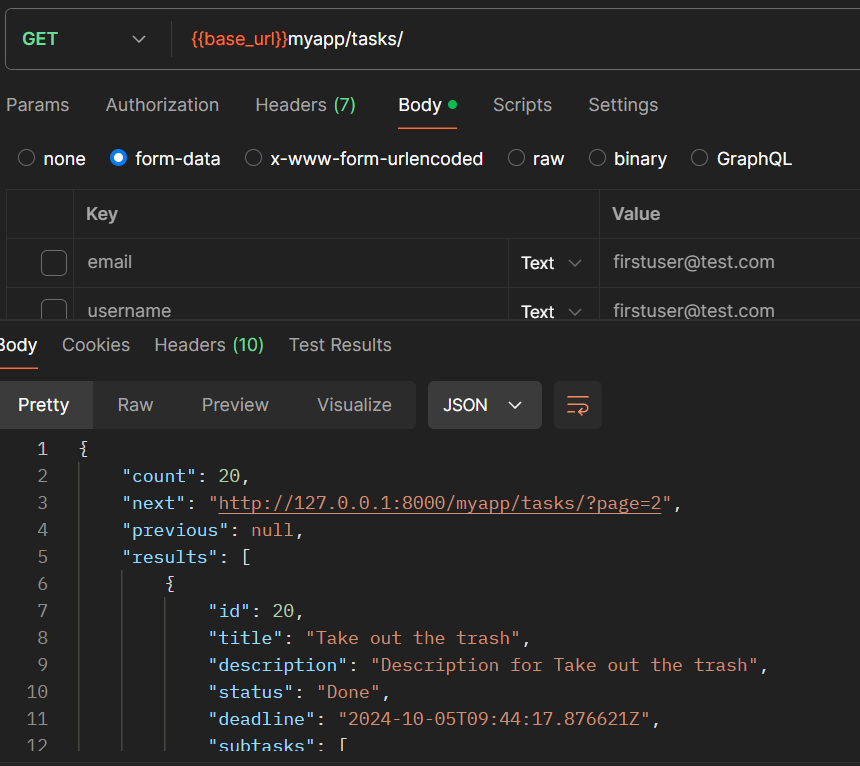 GET {{base_url}}myapp/tasks/
Params Authorization Headers (7) Body Scripts Settings
none form-data x-www-form-urlencoded raw binary GraphQL
Key Value
email Text firstuser@test.com
username Text firstuser@test.com
Body Cookies Headers (10) Test Results
Pretty Raw Preview Visualize JSON
1 {
2 "count": 20,
3 "next": "http://127.0.0.1:8000/myapp/tasks/?page=2",
4 "previous": null,
5 "results": [
6 {
7 "id": 20,
8 "title": "Take out the trash",
9 "description": "Description for Take out the trash",
10 "status": "Done",
11 "deadline": "2024-10-05T09:44:17.876621Z",
12 "subtasks": [